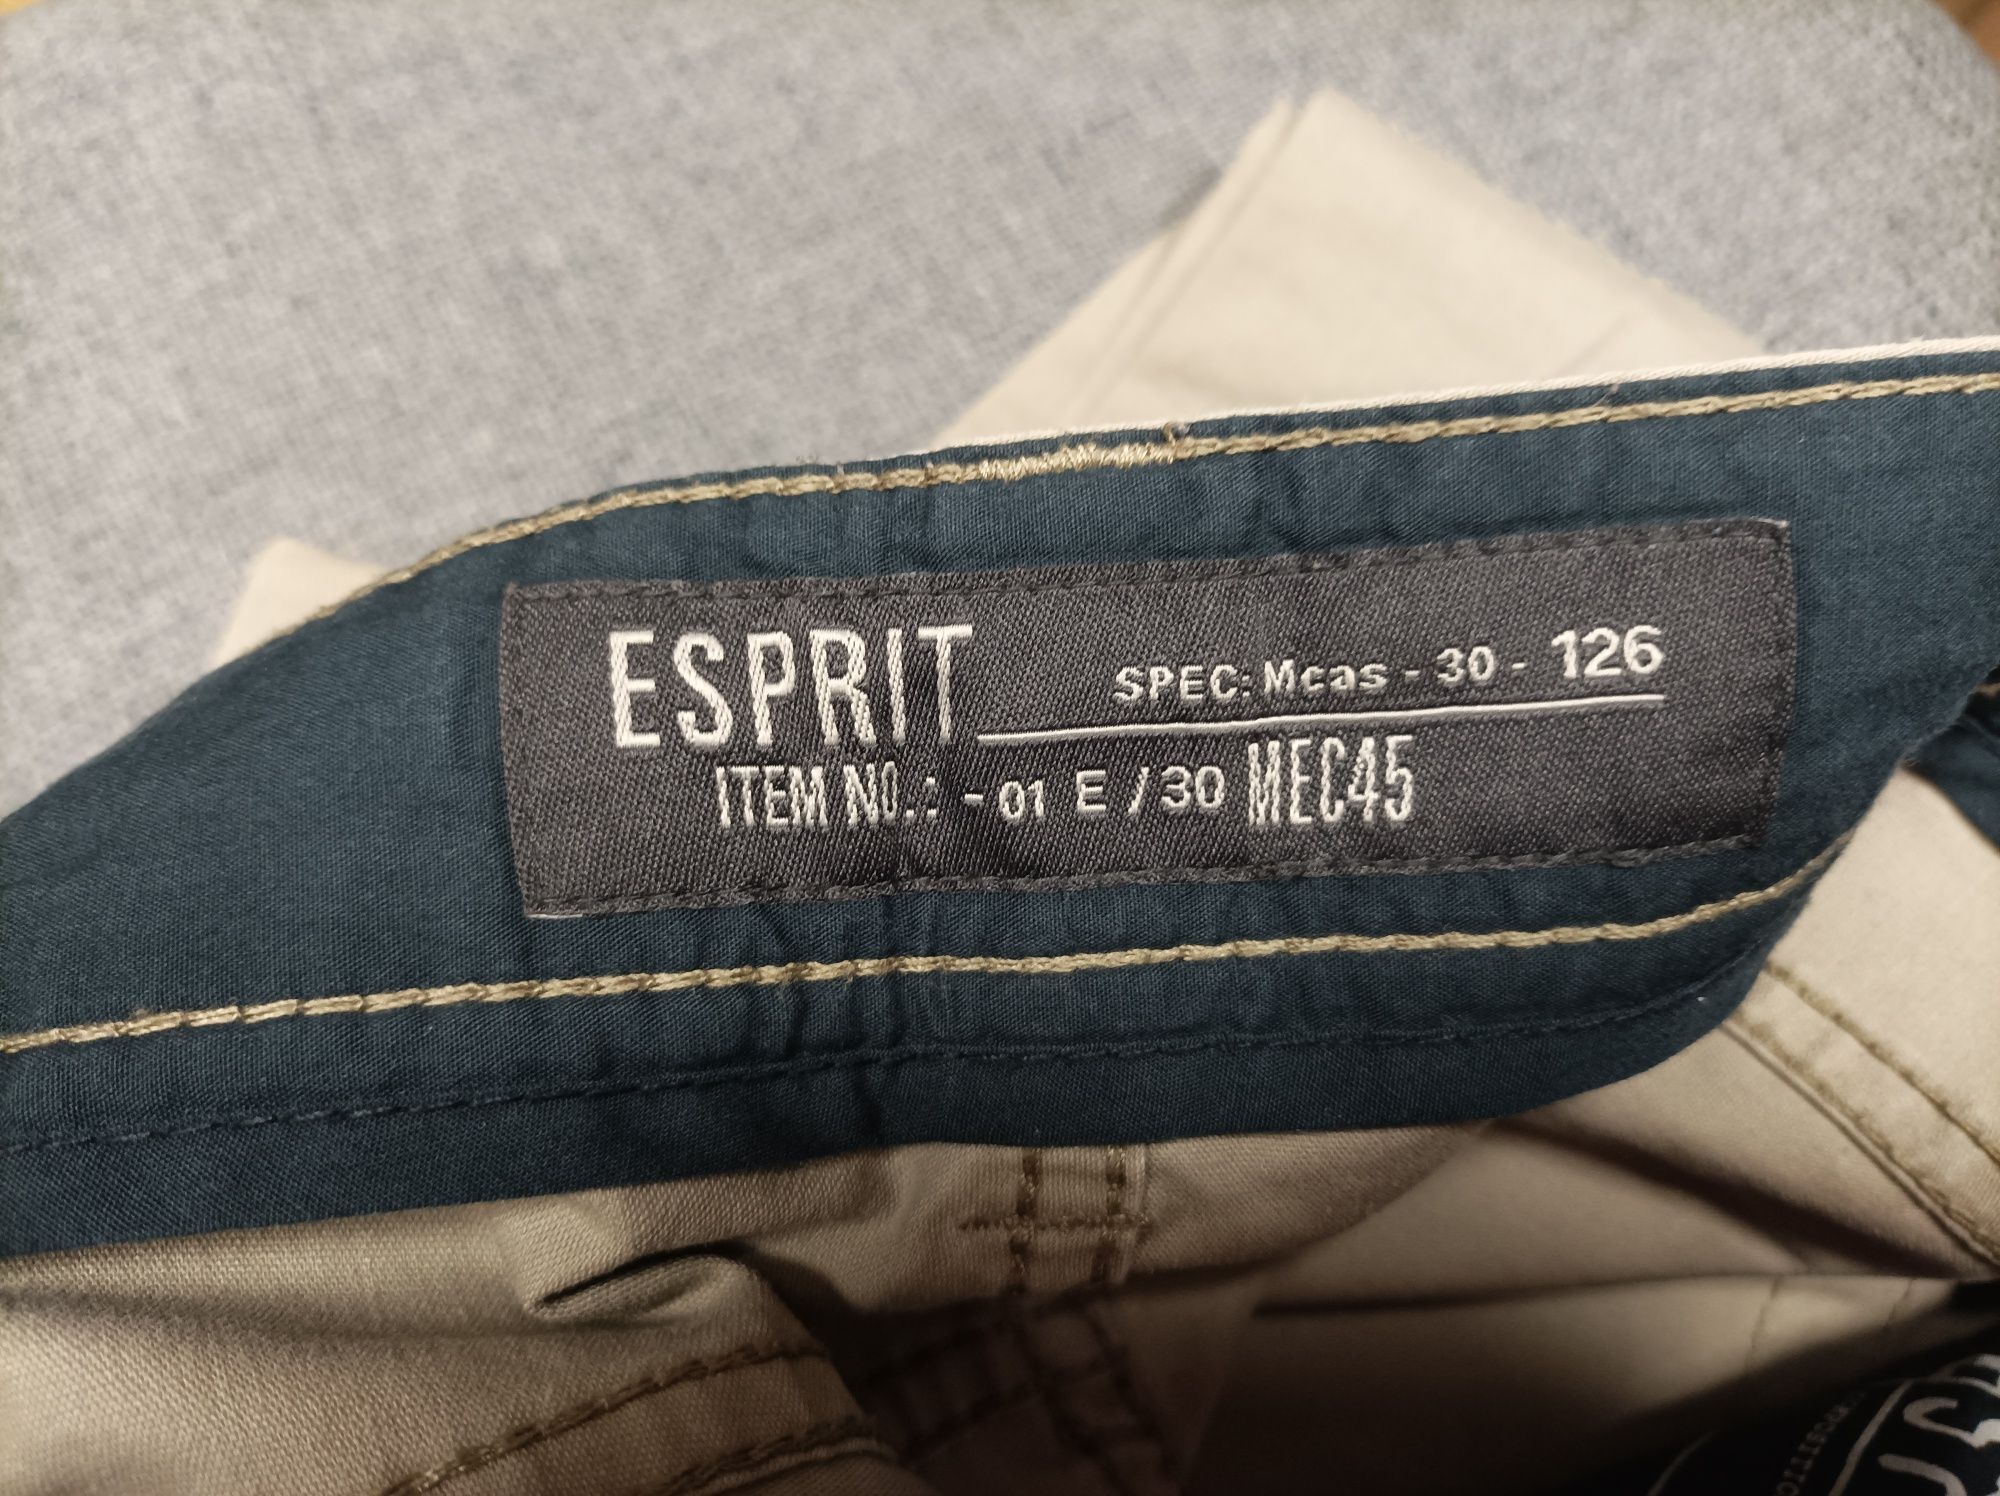 ESPRIT SPEC: Mcas - 30 - 126
ITEM NO.: - 01 E / 30 MEC45